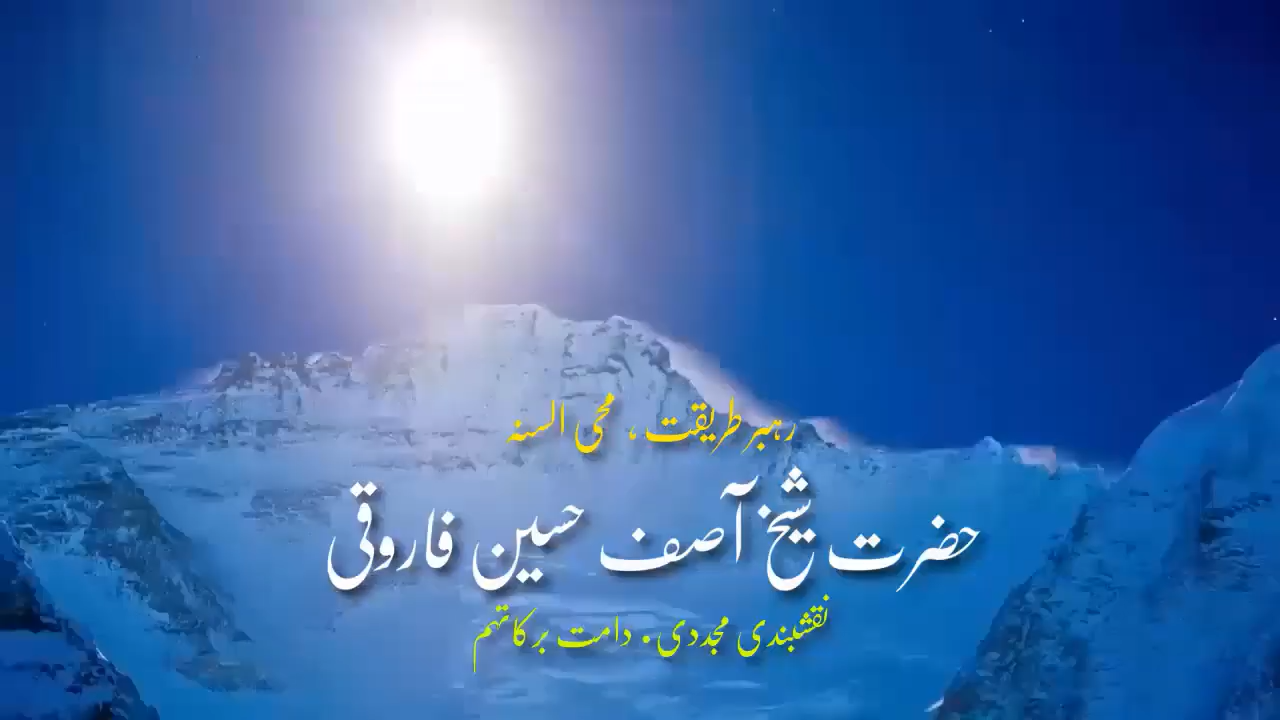 رہبر طریقت، محی السنہ
حضرت شیخ آصف حسین فاروقی
نقشبندی مجددی۔ دامت برکاتہم